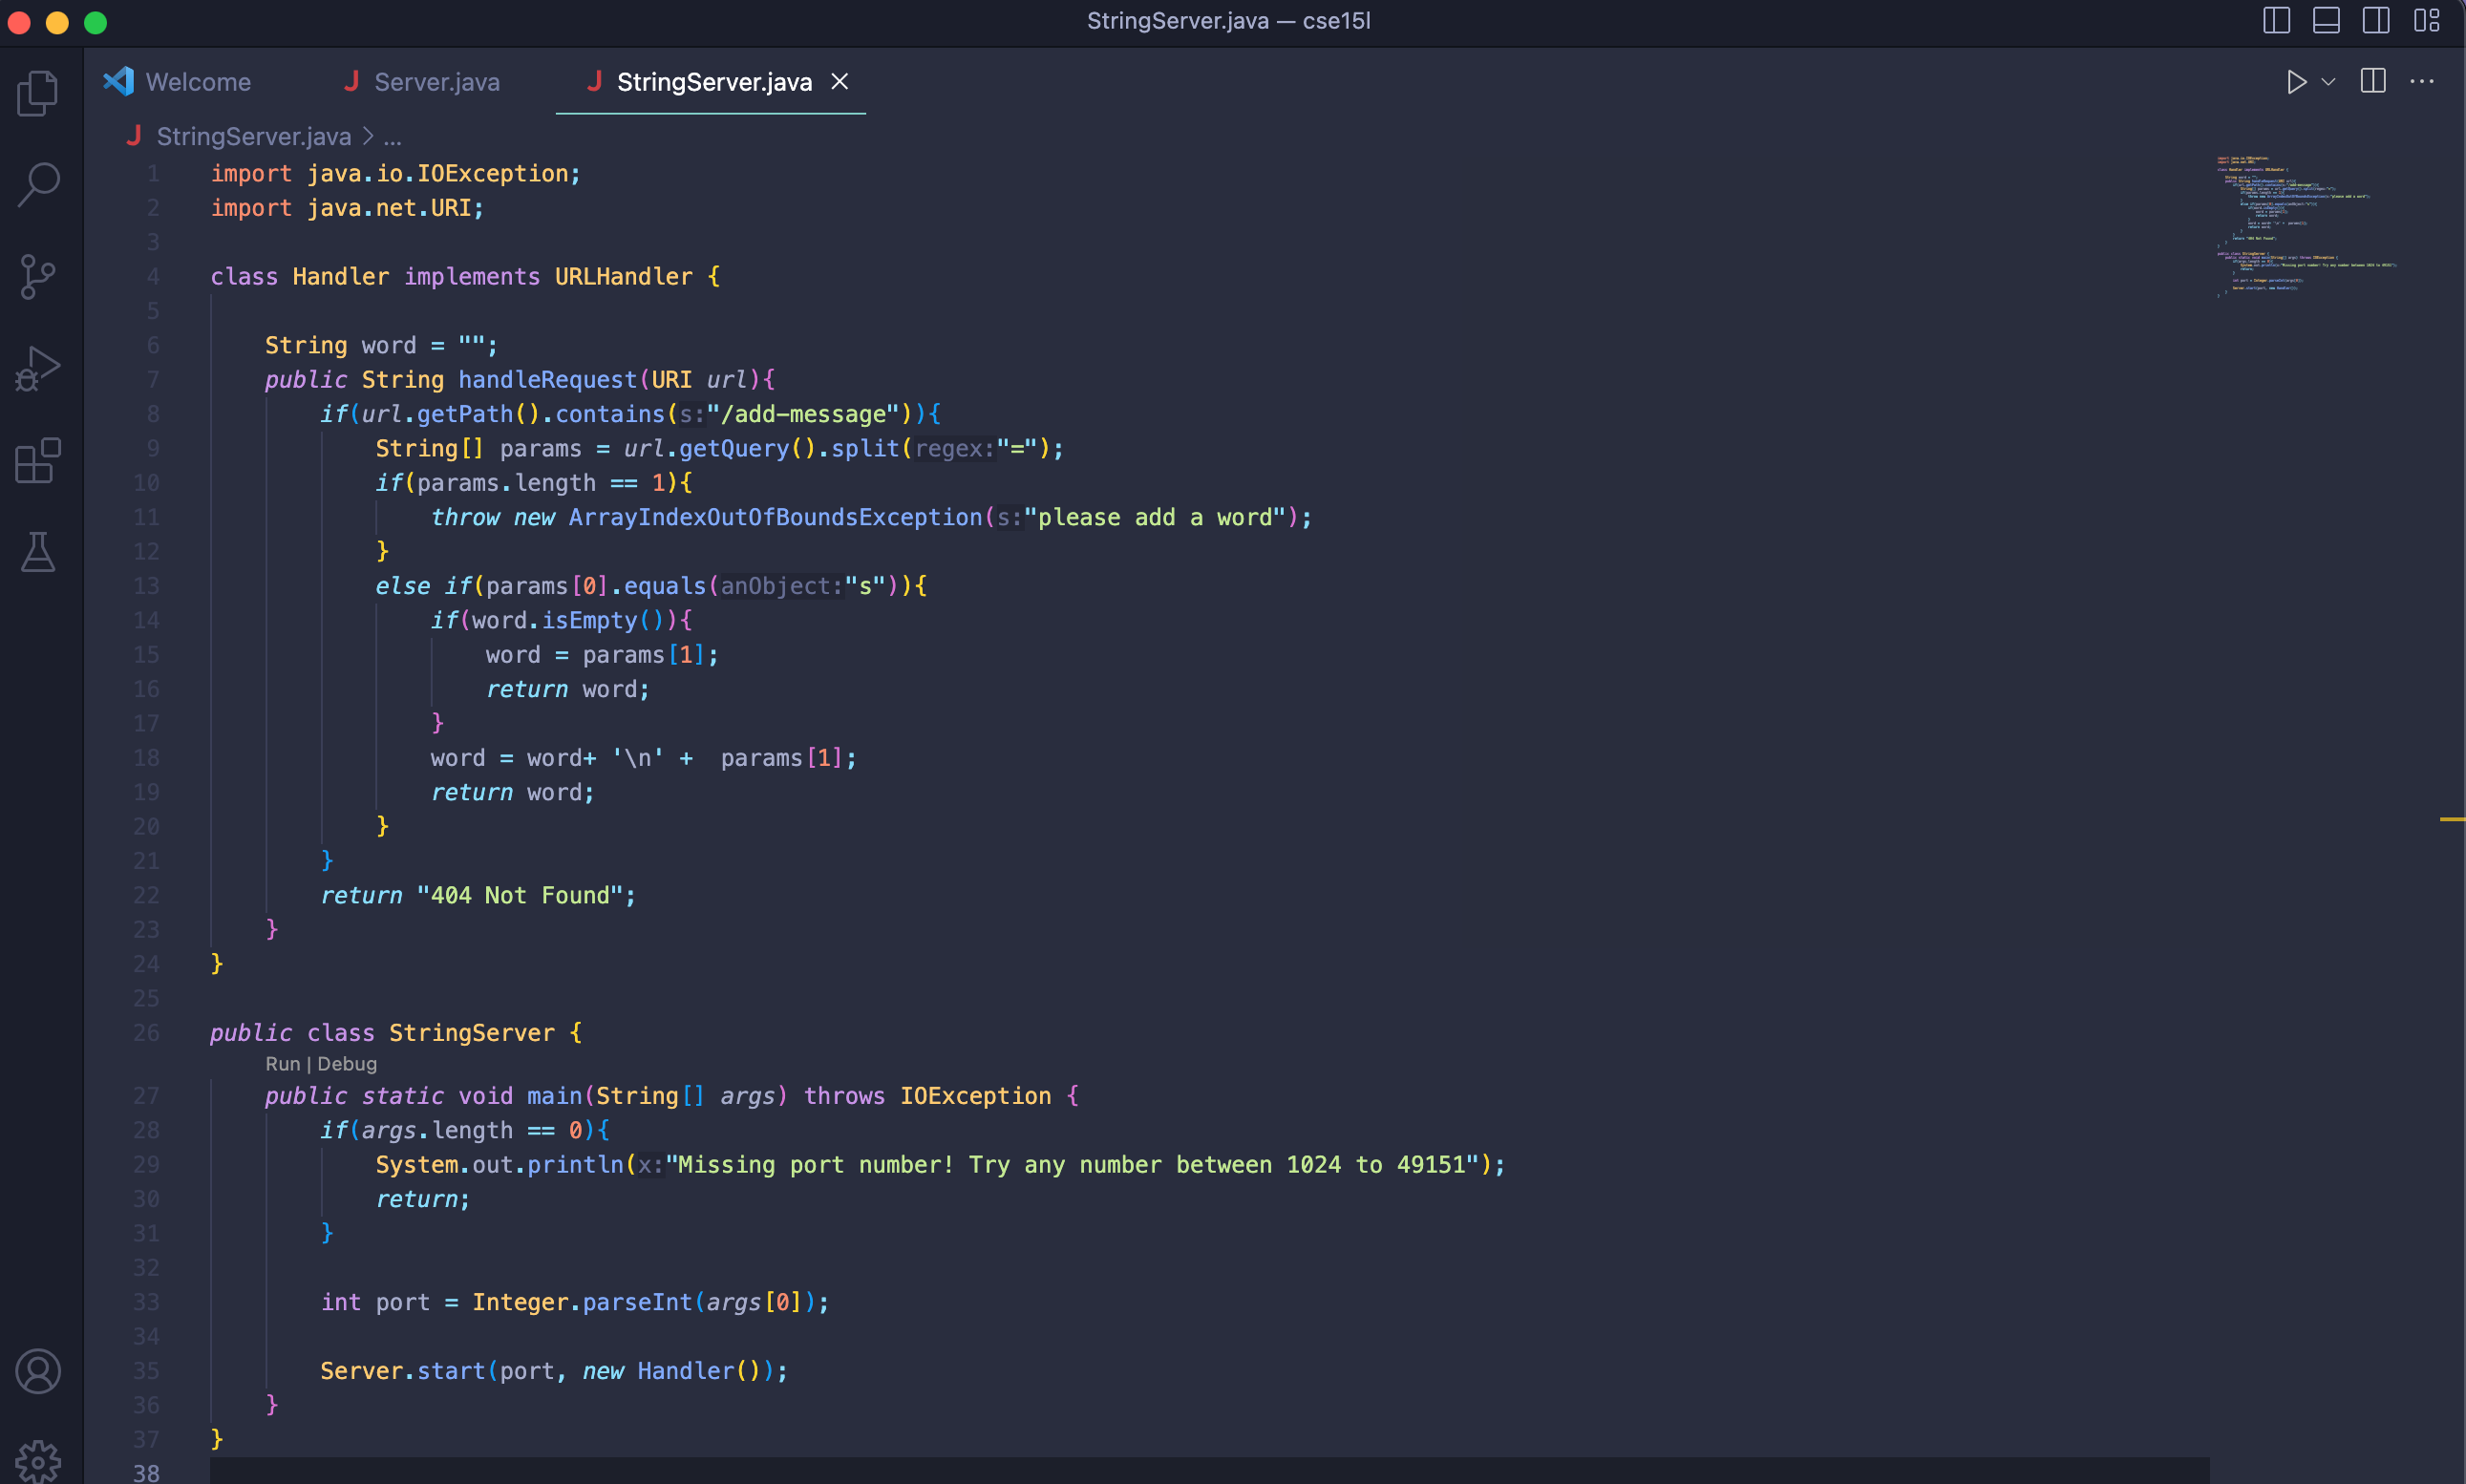 StringServer.java — cse15l
Welcome
Server.java
StringServer.java
StringServer.java > ...
1 import java.io.IOException;
2 import java.net.URI;
3
4 class Handler implements URLHandler {
5
6     String word = "";
7     public String handleRequest(URI url){
8         if(url.getPath().contains(s:"/add-message")){
9             String[] params = url.getQuery().split(regex:"=");
10             if(params.length == 1){
11                 throw new ArrayIndexOutOfBoundsException(s:"please add a word");
12             }
13             else if(params[0].equals(anObject:"s")){
14                 if(word.isEmpty()){
15                     word = params[1];
16                     return word;
17                 }
18                 word = word+ '\n' +  params[1];
19                 return word;
20             }
21         }
22         return "404 Not Found";
23     }
24 }
25
26 public class StringServer {
Run | Debug
27     public static void main(String[] args) throws IOException {
28         if(args.length == 0){
29             System.out.println(x:"Missing port number! Try any number between 1024 to 49151");
30             return;
31         }
32
33         int port = Integer.parseInt(args[0]);
34
35         Server.start(port, new Handler());
36     }
37 }
38